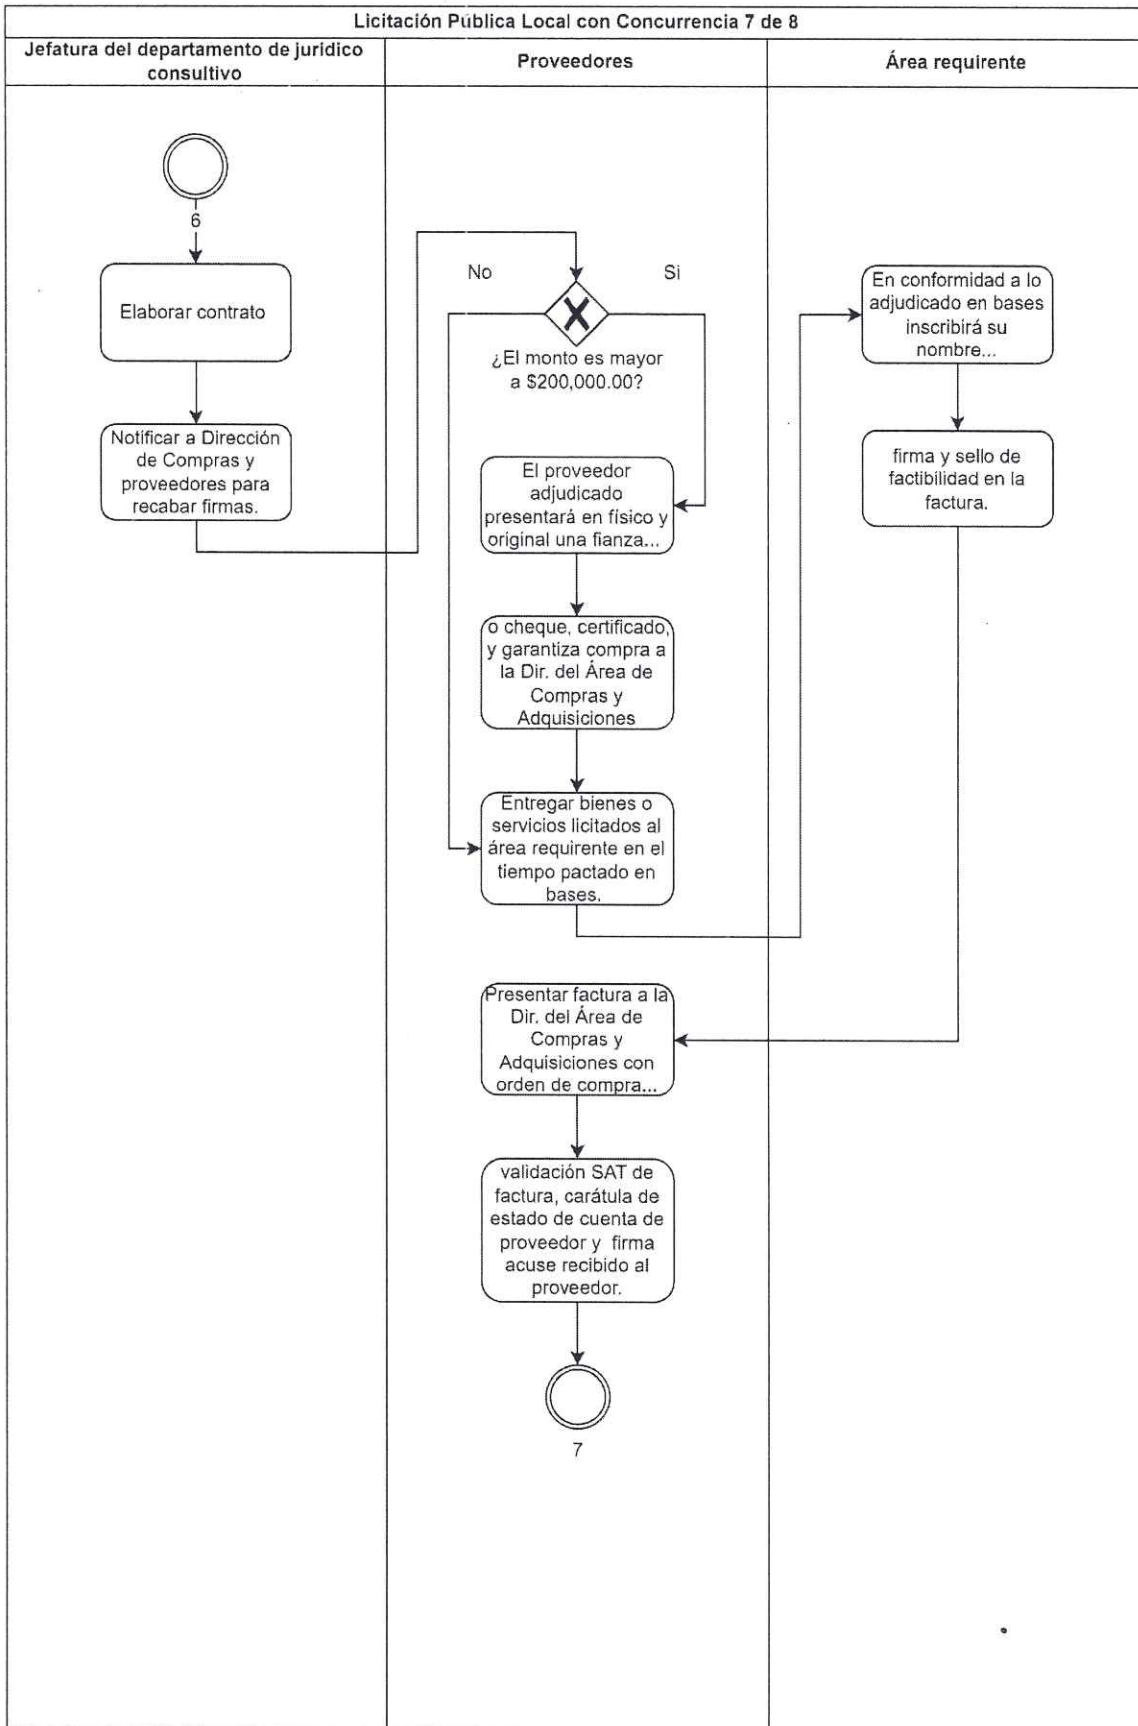 Licitación Pública Local con Concurrencia 7 de 8
Jefatura del departamento de jurídico
consultivo
Proveedores
Área requirente
6
Elaborar contrato
Notificar a Dirección
de Compras y
proveedores para
recabar firmas.
No
Si
¿El monto es mayor
a $200,000.00?
El proveedor
adjudicado
presentará en físico y
original una fianza...
o cheque, certificado,
y garantiza compra a
la Dir. del Área de
Compras y
Adquisiciones
Entregar bienes o
servicios licitados al
área requirente en el
tiempo pactado en
bases.
En conformidad a lo
adjudicado en bases
inscribirá su
nombre...
firma y sello de
factibilidad en la
factura.
Presentar factura a la
Dir. del Área de
Compras y
Adquisiciones con
orden de compra...
validación SAT de
factura, carátula de
estado de cuenta de
proveedor y firma
acuse recibido al
proveedor.
7